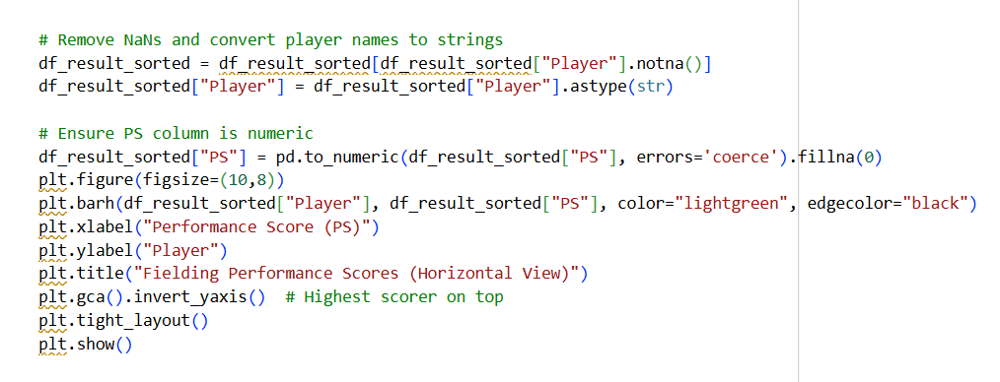 # Remove NaNs and convert player names to strings
df_result_sorted = df_result_sorted[df_result_sorted["Player"].notna()]
df_result_sorted["Player"] = df_result_sorted["Player"].astype(str)
# Ensure PS column is numeric
df_result_sorted["PS"] = pd.to_numeric(df_result_sorted["PS"], errors='coerce').fillna(0)
plt.figure(figsize=(10,8))
plt.barh(df_result_sorted["Player"], df_result_sorted["PS"], color="lightgreen", edgecolor="black")
plt.xlabel("Performance Score (PS)")
plt.ylabel("Player")
plt.title("Fielding Performance Scores (Horizontal View)")
plt.gca().invert_yaxis()  # Highest scorer on top
plt.tight_layout()
plt.show()